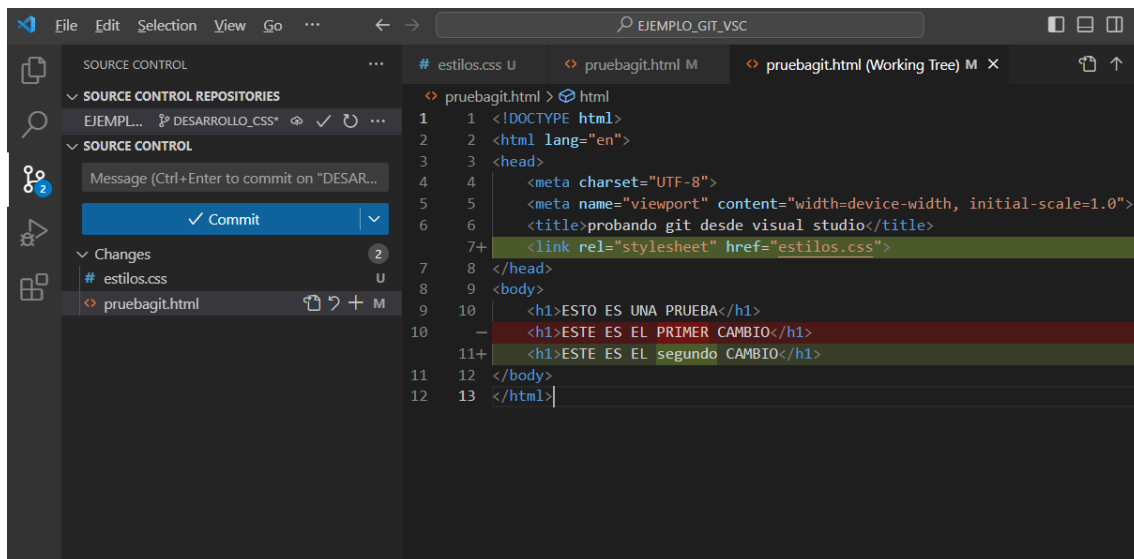 File Edit Selection View Go ··· EJEMPLO_GIT_VSC
SOURCE CONTROL ···
SOURCE CONTROL REPOSITORIES
EJEMPL... DESARROLLO_CSS* ···
SOURCE CONTROL
Message (Ctrl+Enter to commit on "DESAR...
Commit
Changes 2
# estilos.css U
pruebagit.html M
2
# estilos.css U pruebagit.html M pruebagit.html (Working Tree) M
pruebagit.html > html
1 1 <!DOCTYPE html>
2 2 <html lang="en">
3 3 <head>
4 4 <meta charset="UTF-8">
5 5 <meta name="viewport" content="width=device-width, initial-scale=1.0">
6 6 <title>probando git desde visual studio</title>
7+ <link rel="stylesheet" href="estilos.css">
7 8 </head>
8 9 <body>
9 10 <h1>ESTO ES UNA PRUEBA</h1>
10 — <h1>ESTE ES EL PRIMER CAMBIO</h1>
11+ <h1>ESTE ES EL segundo CAMBIO</h1>
11 12 </body>
12 13 </html>